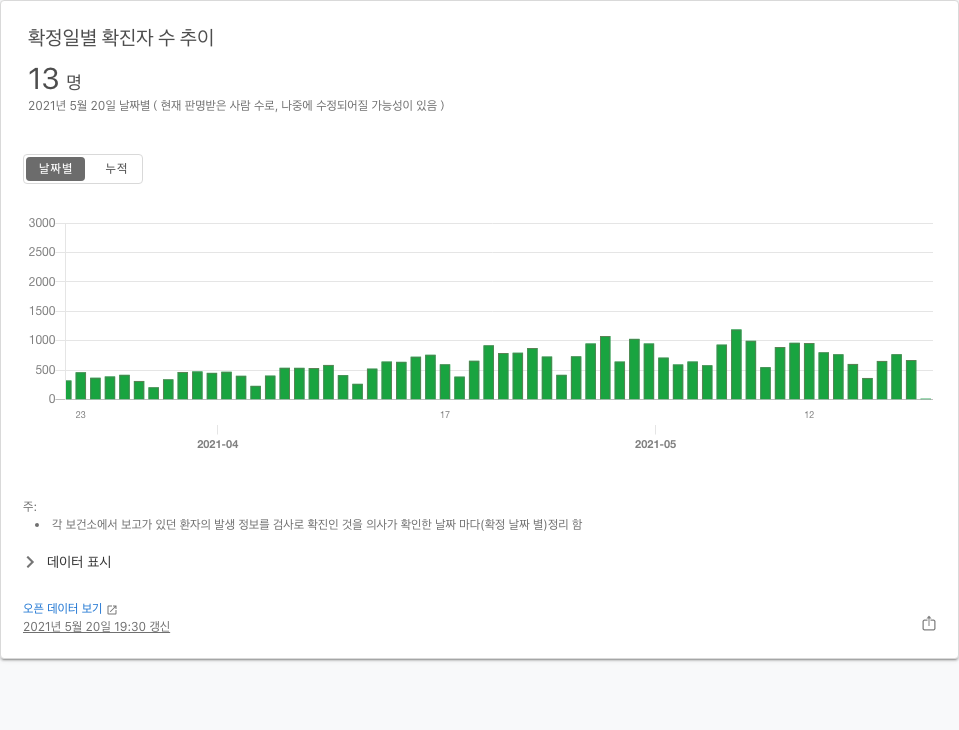 확정일별 확진자 수 추이
13 명
2021년 5월 20일 날짜별 ( 현재 판명받은 사람 수로, 나중에 수정되어질 가능성이 있음 )
날짜별 누적
3000
2500
2000
1500
1000
500
0
23 17 12
2021-04 2021-05
주:
• 각 보건소에서 보고가 있던 환자의 발생 정보를 검사로 확진인 것을 의사가 확인한 날짜 마다(확정 날짜 별)정리 함
데이터 표시
오픈 데이터 보기
2021년 5월 20일 19:30 갱신